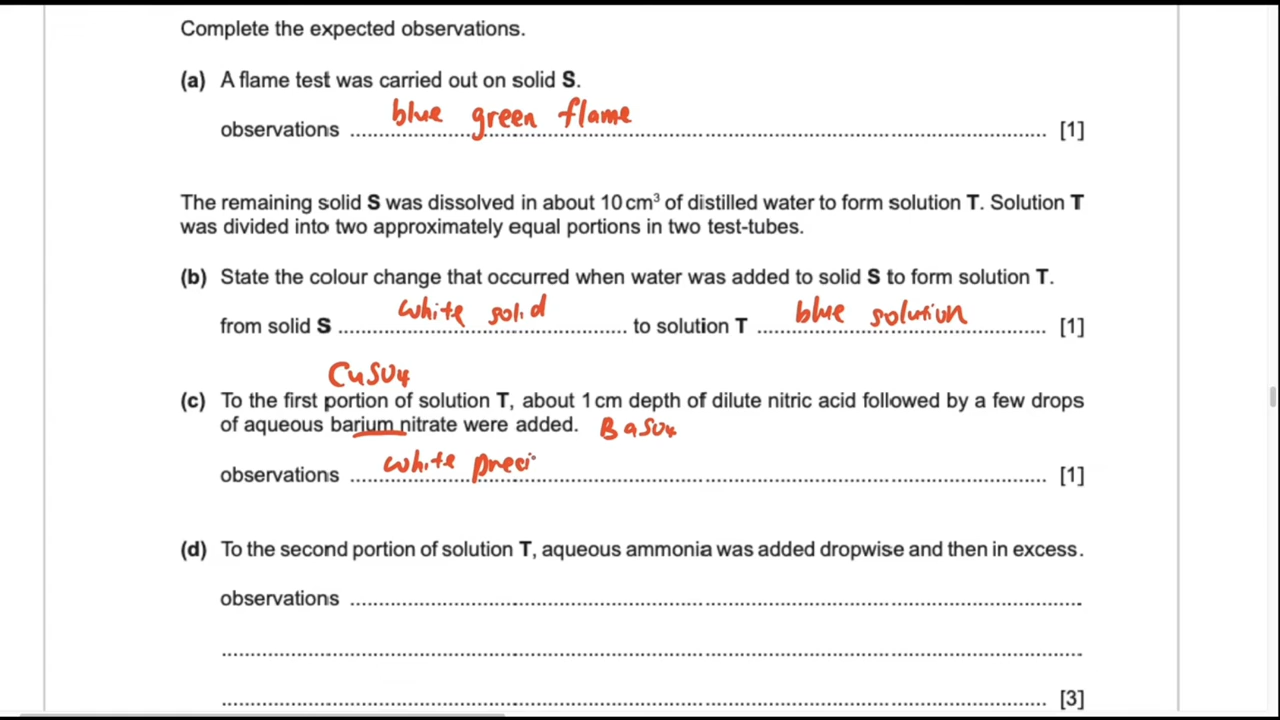 Complete the expected observations.
(a) A flame test was carried out on solid S.
blue green flame
observations ........................................ [1]
The remaining solid S was dissolved in about 10 cm³ of distilled water to form solution T. Solution T
was divided into two approximately equal portions in two test-tubes.
(b) State the colour change that occurred when water was added to solid S to form solution T.
white solid blue solution
from solid S .................... to solution T .................... [1]
CuSO4
(c) To the first portion of solution T, about 1 cm depth of dilute nitric acid followed by a few drops
of aqueous barium nitrate were added. BaSO4
white preci
observations ........................................ [1]
(d) To the second portion of solution T, aqueous ammonia was added dropwise and then in excess.
observations ........................................
........................................
........................................ [3]